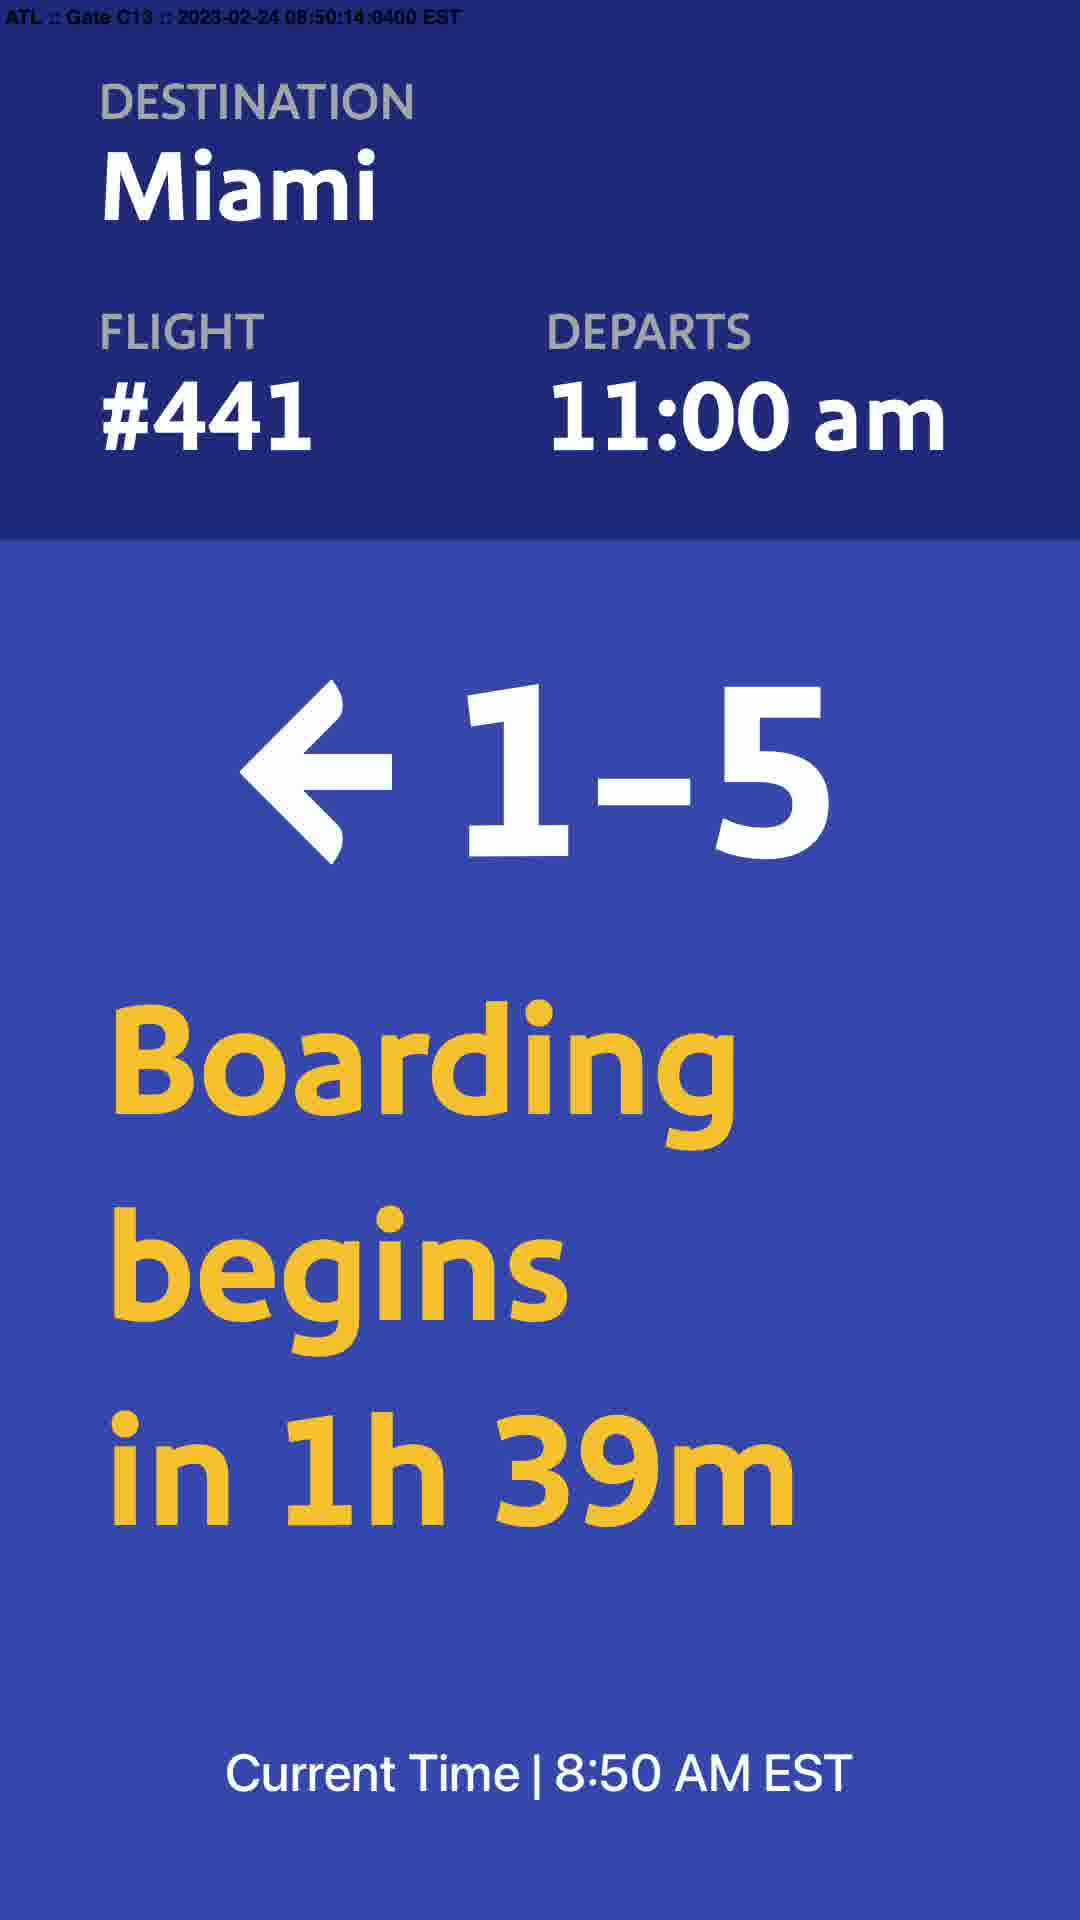 ATL :: Gate C13 :: 2023-02-24 08:50:14:0400 EST
DESTINATION
Miami
FLIGHT DEPARTS
#441 11:00 am
← 1–5
Boarding
begins
in 1h 39m
Current Time | 8:50 AM EST